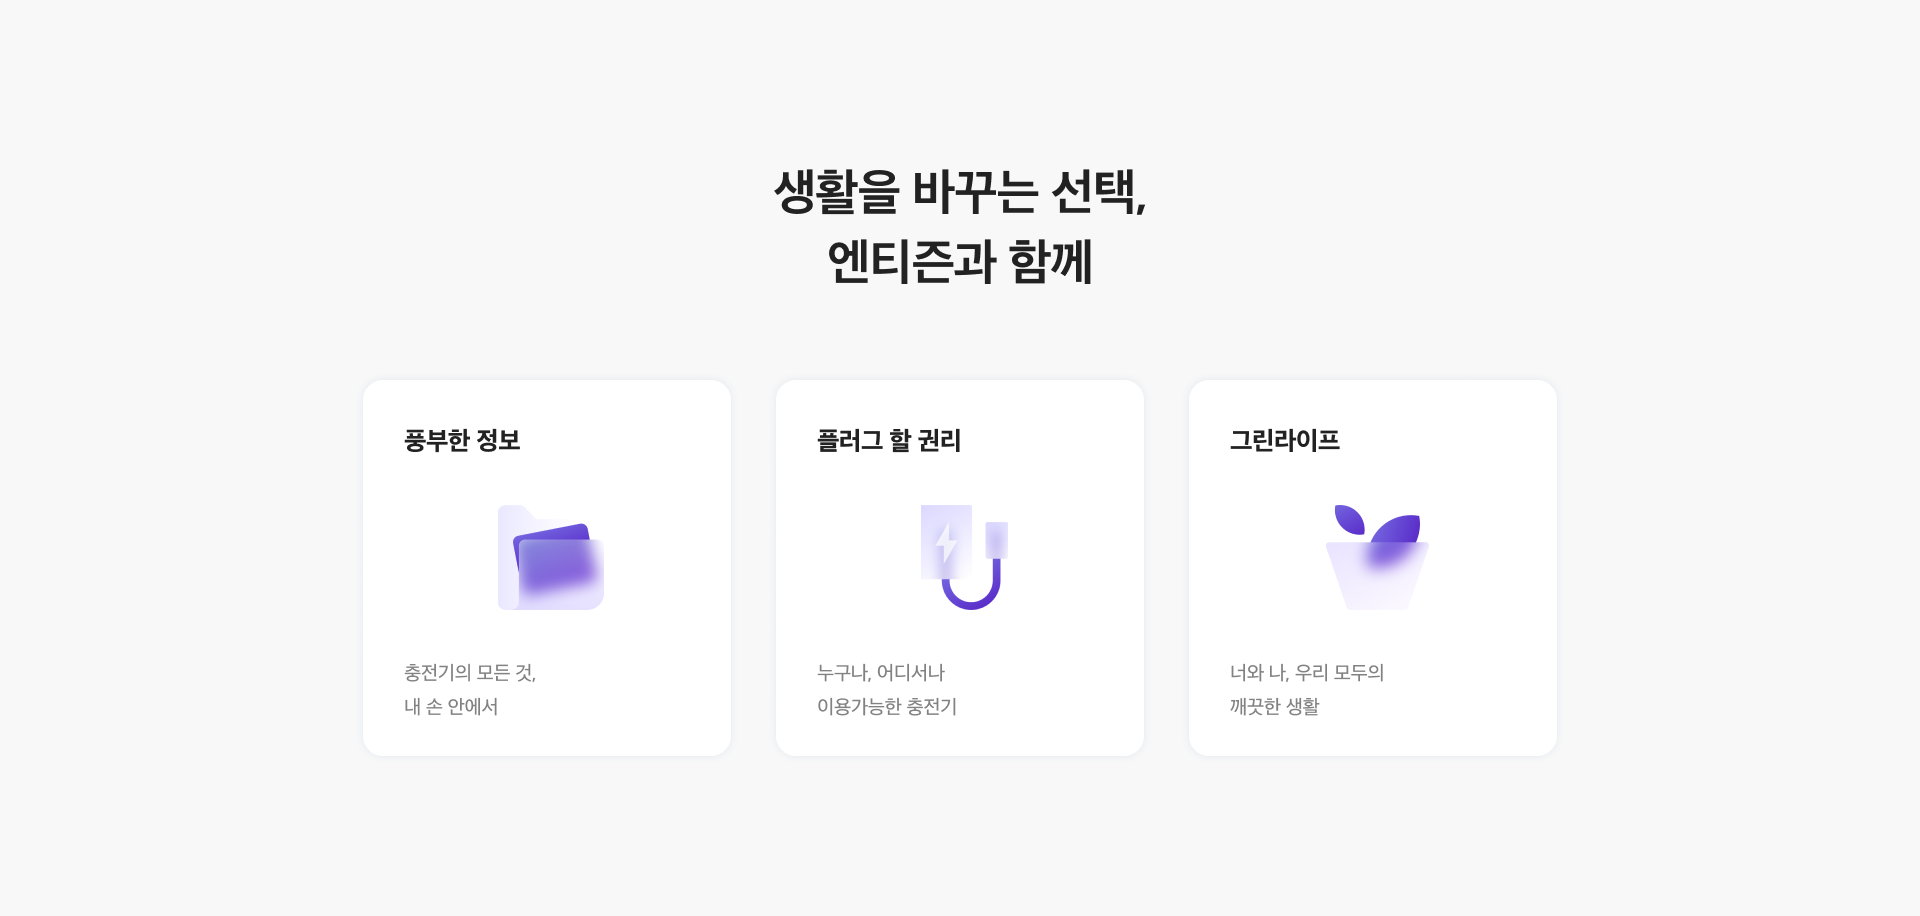 생활을 바꾸는 선택,
엔티즌과 함께
풍부한 정보
충전기의 모든 것,
내 손 안에서
플러그 할 권리
누구나, 어디서나
이용가능한 충전기
그린라이프
너와 나, 우리 모두의
깨끗한 생활